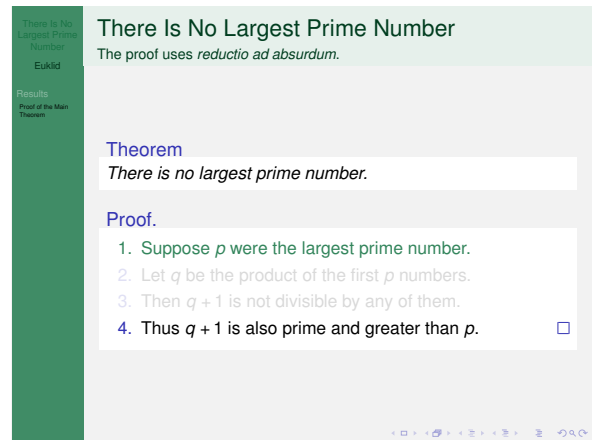 There Is No
Largest Prime
Number
Euklid
Results
Proof of the Main
Theorem
There Is No Largest Prime Number
The proof uses reductio ad absurdum.
Theorem
There is no largest prime number.
Proof.
1. Suppose p were the largest prime number.
2. Let q be the product of the first p numbers.
3. Then q + 1 is not divisible by any of them.
4. Thus q + 1 is also prime and greater than p. □